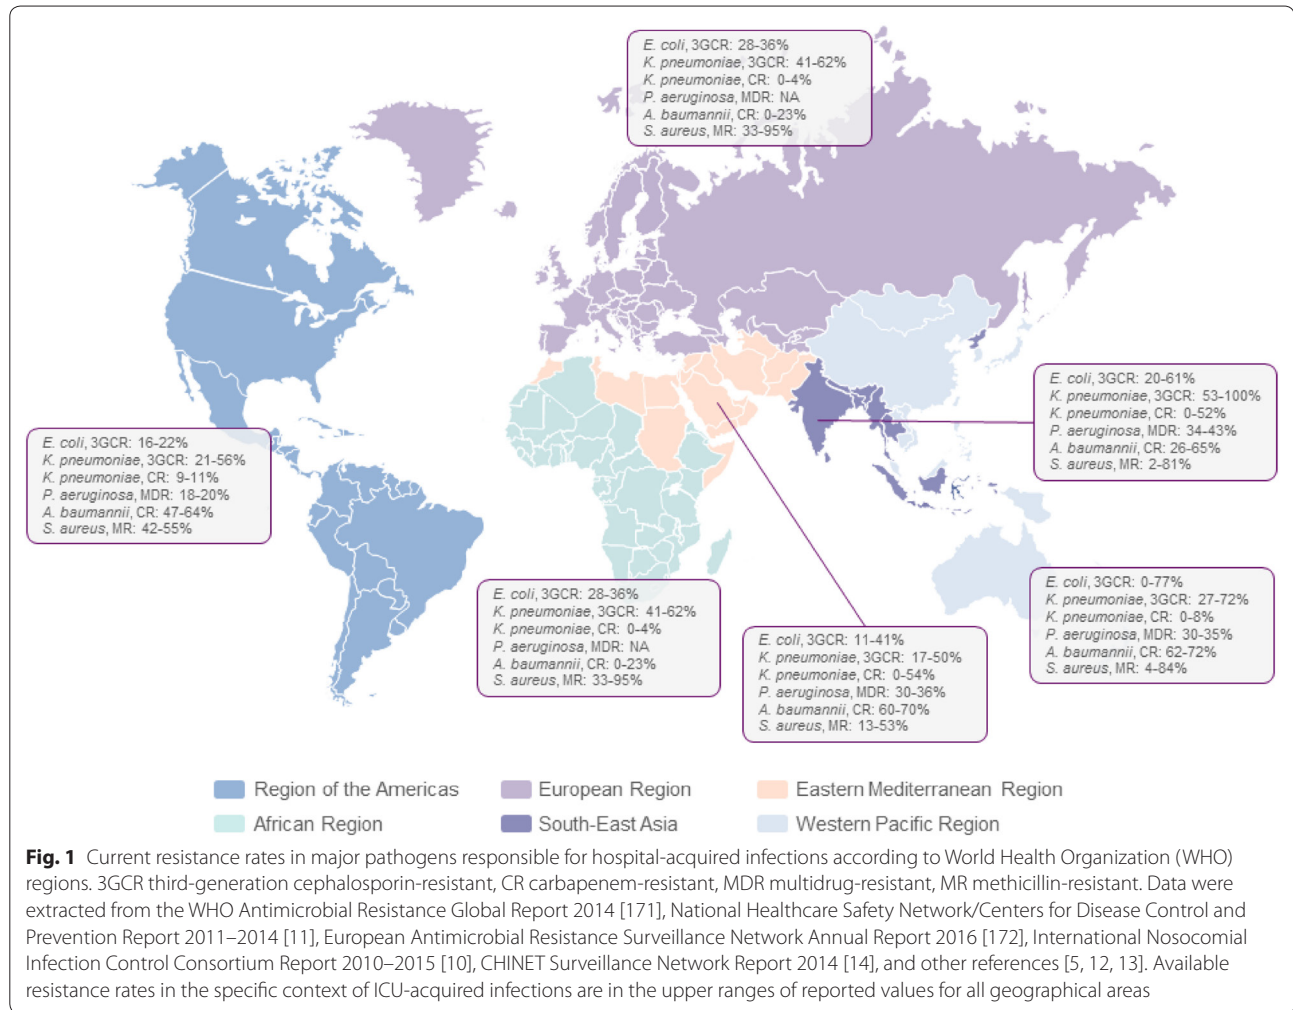 E. coli, 3GCR: 28-36%
K. pneumoniae, 3GCR: 41-62%
K. pneumoniae, CR: 0-4%
P. aeruginosa, MDR: NA
A. baumannii, CR: 0-23%
S. aureus, MR: 33-95%
E. coli, 3GCR: 20-61%
K. pneumoniae, 3GCR: 53-100%
K. pneumoniae, CR: 0-52%
P. aeruginosa, MDR: 34-43%
A. baumannii, CR: 26-65%
S. aureus, MR: 2-81%
E. coli, 3GCR: 16-22%
K. pneumoniae, 3GCR: 21-56%
K. pneumoniae, CR: 9-11%
P. aeruginosa, MDR: 18-20%
A. baumannii, CR: 47-64%
S. aureus, MR: 42-55%
E. coli, 3GCR: 28-36%
K. pneumoniae, 3GCR: 41-62%
K. pneumoniae, CR: 0-4%
P. aeruginosa, MDR: NA
A. baumannii, CR: 0-23%
S. aureus, MR: 33-95%
E. coli, 3GCR: 11-41%
K. pneumoniae, 3GCR: 17-50%
K. pneumoniae, CR: 0-54%
P. aeruginosa, MDR: 30-36%
A. baumannii, CR: 60-70%
S. aureus, MR: 13-53%
E. coli, 3GCR: 0-77%
K. pneumoniae, 3GCR: 27-72%
K. pneumoniae, CR: 0-8%
P. aeruginosa, MDR: 30-35%
A. baumannii, CR: 62-72%
S. aureus, MR: 4-84%
Region of the Americas
European Region
Eastern Mediterranean Region
African Region
South-East Asia
Western Pacific Region
Fig. 1 Current resistance rates in major pathogens responsible for hospital-acquired infections according to World Health Organization (WHO)
regions. 3GCR third-generation cephalosporin-resistant, CR carbapenem-resistant, MDR multidrug-resistant, MR methicillin-resistant. Data were
extracted from the WHO Antimicrobial Resistance Global Report 2014 [171], National Healthcare Safety Network/Centers for Disease Control and
Prevention Report 2011–2014 [11], European Antimicrobial Resistance Surveillance Network Annual Report 2016 [172], International Nosocomial
Infection Control Consortium Report 2010–2015 [10], CHINET Surveillance Network Report 2014 [14], and other references [5, 12, 13]. Available
resistance rates in the specific context of ICU-acquired infections are in the upper ranges of reported values for all geographical areas